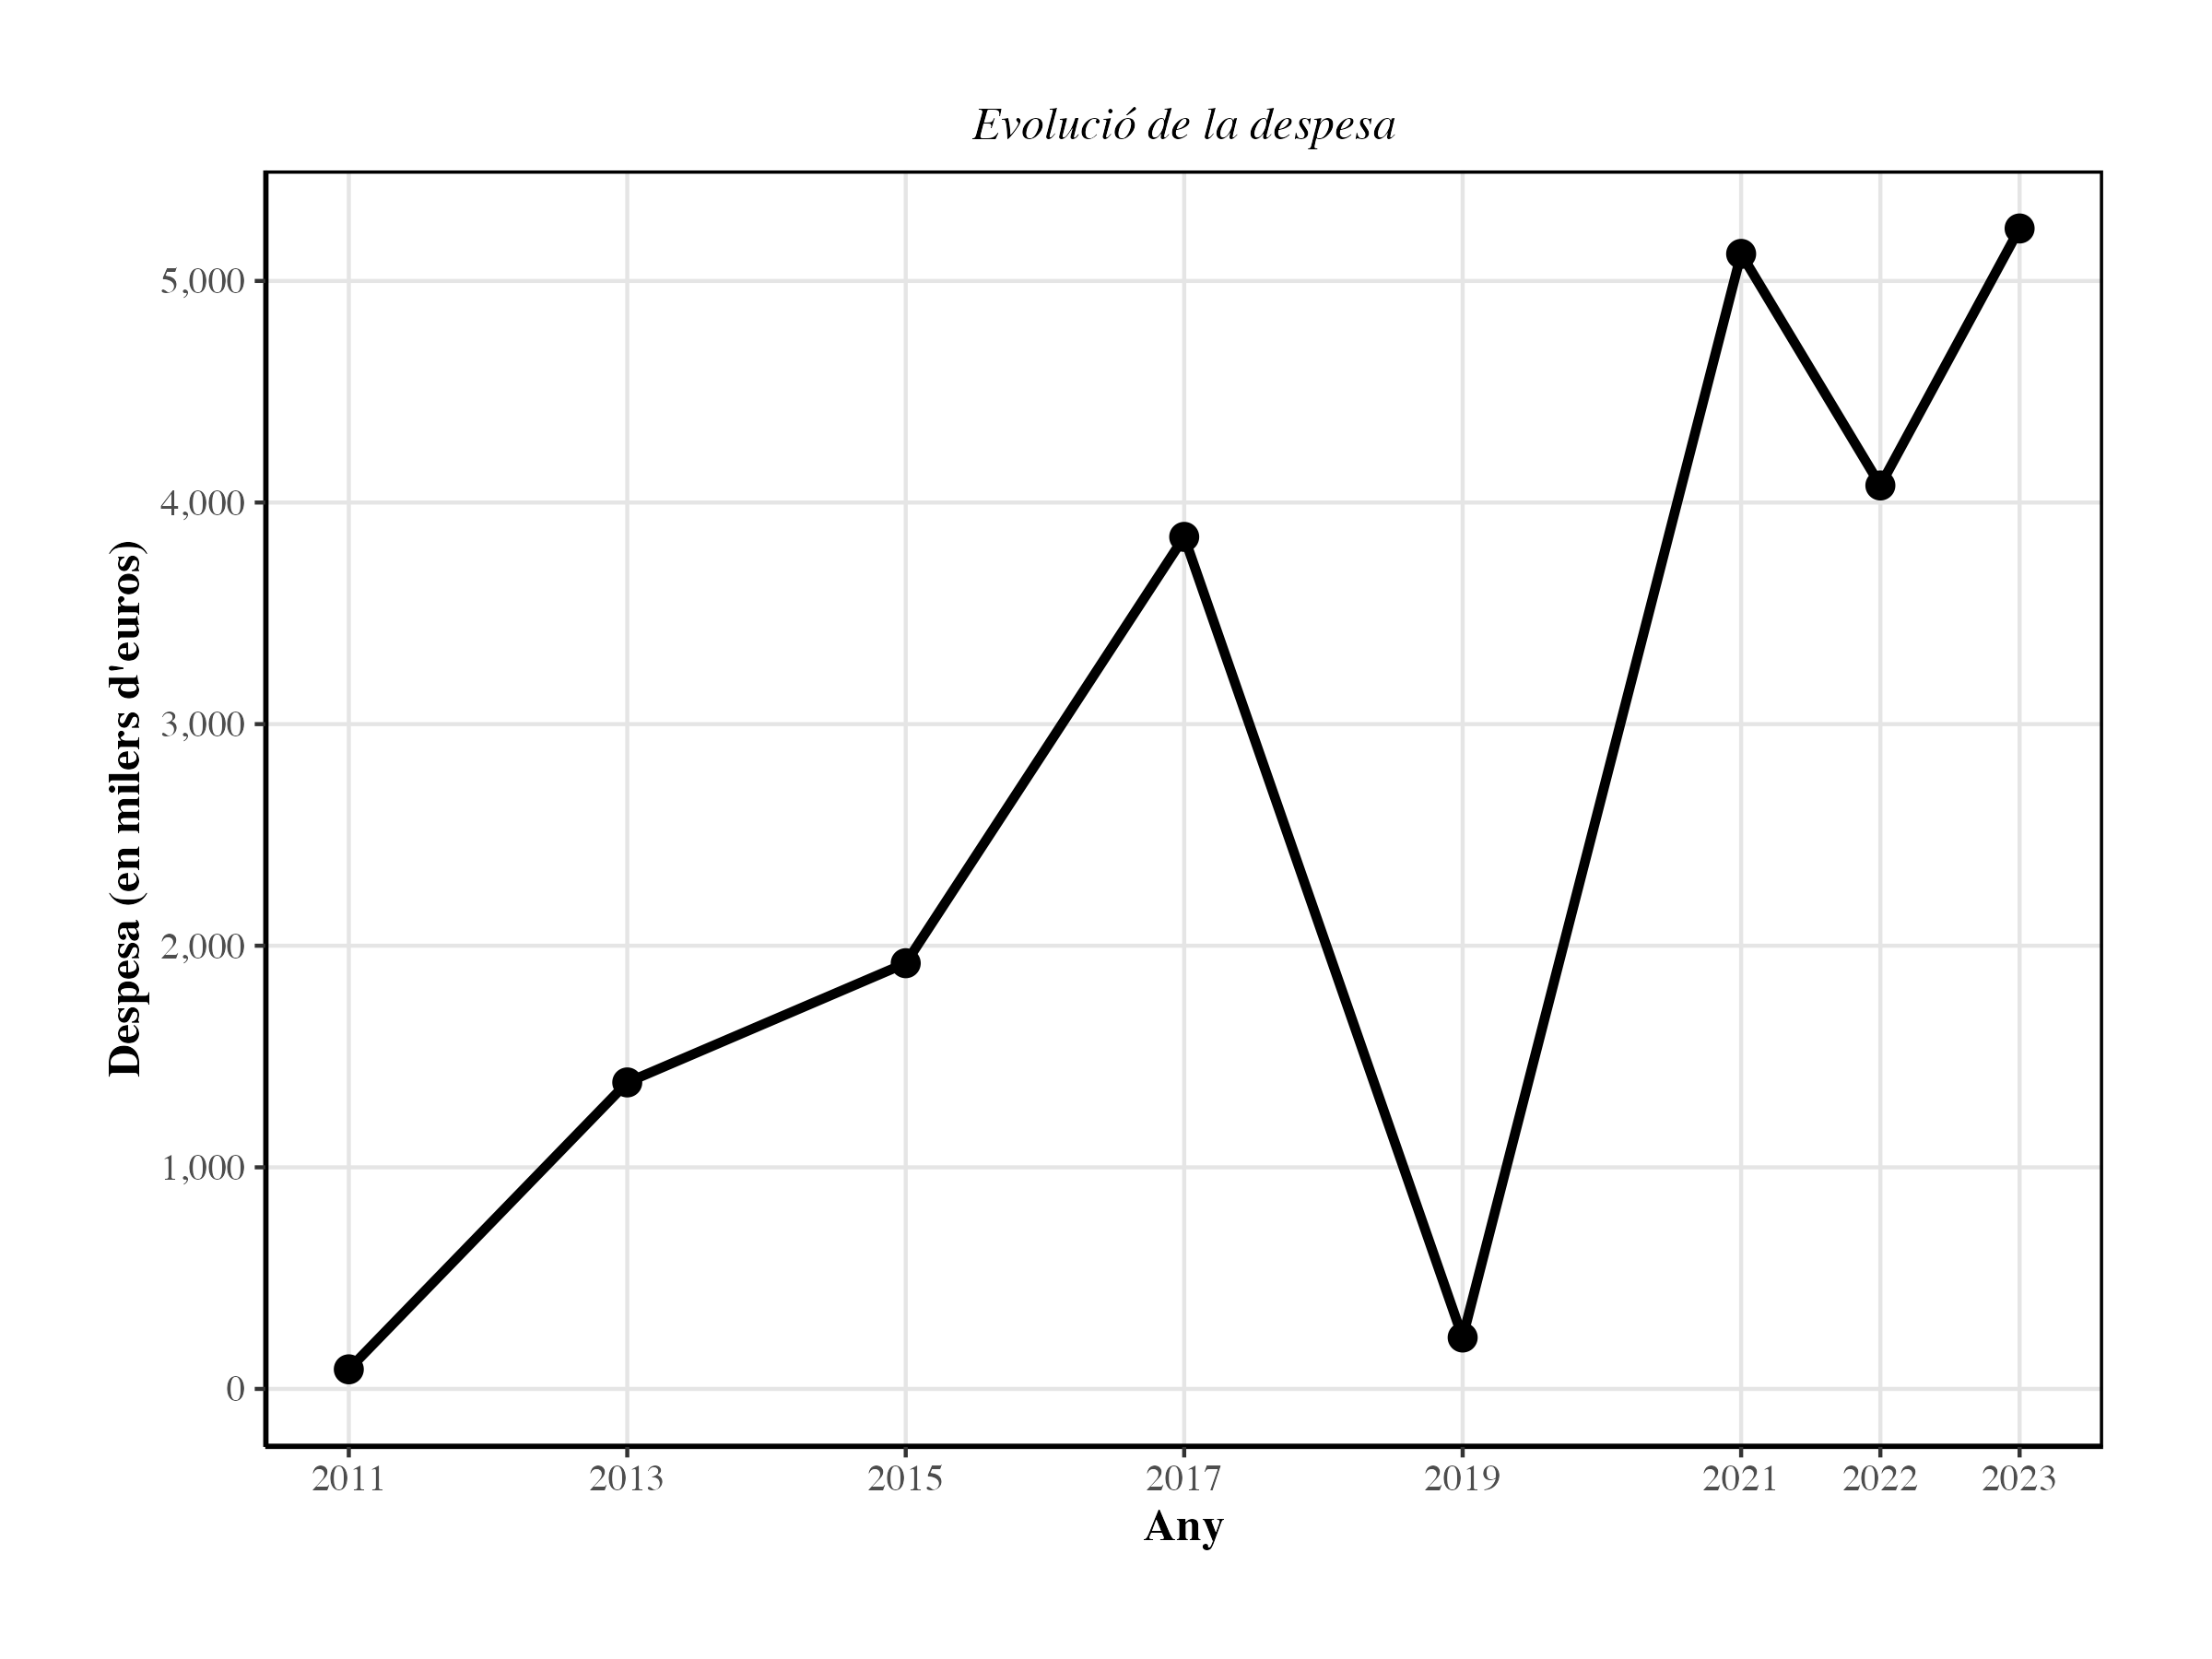 Evolució de la despesa
Despesa (en milers d'euros)
5,000
4,000
3,000
2,000
1,000
0
2011 2013 2015 2017 2019 2021 2022 2023
Any